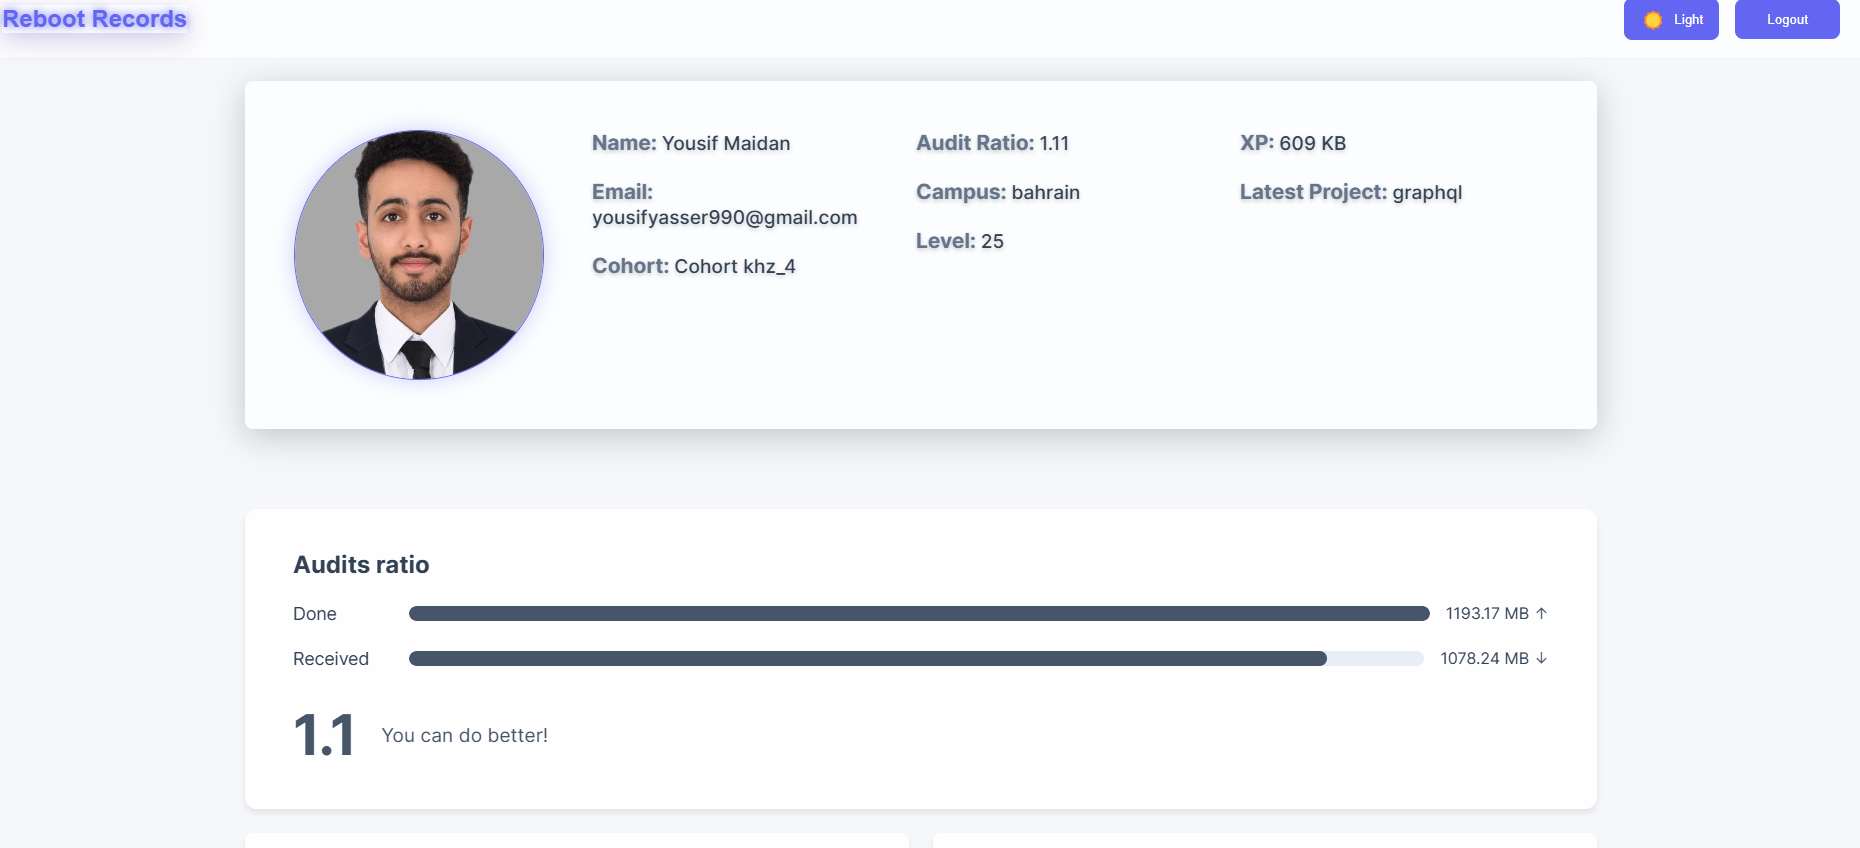 Reboot Records
Light
Logout
Name: Yousif Maidan
Email:
yousifyasser990@gmail.com
Cohort: Cohort khz_4
Audit Ratio: 1.11
Campus: bahrain
Level: 25
XP: 609 KB
Latest Project: graphql
Audits ratio
Done 1193.17 MB ↑
Received 1078.24 MB ↓
1.1 You can do better!